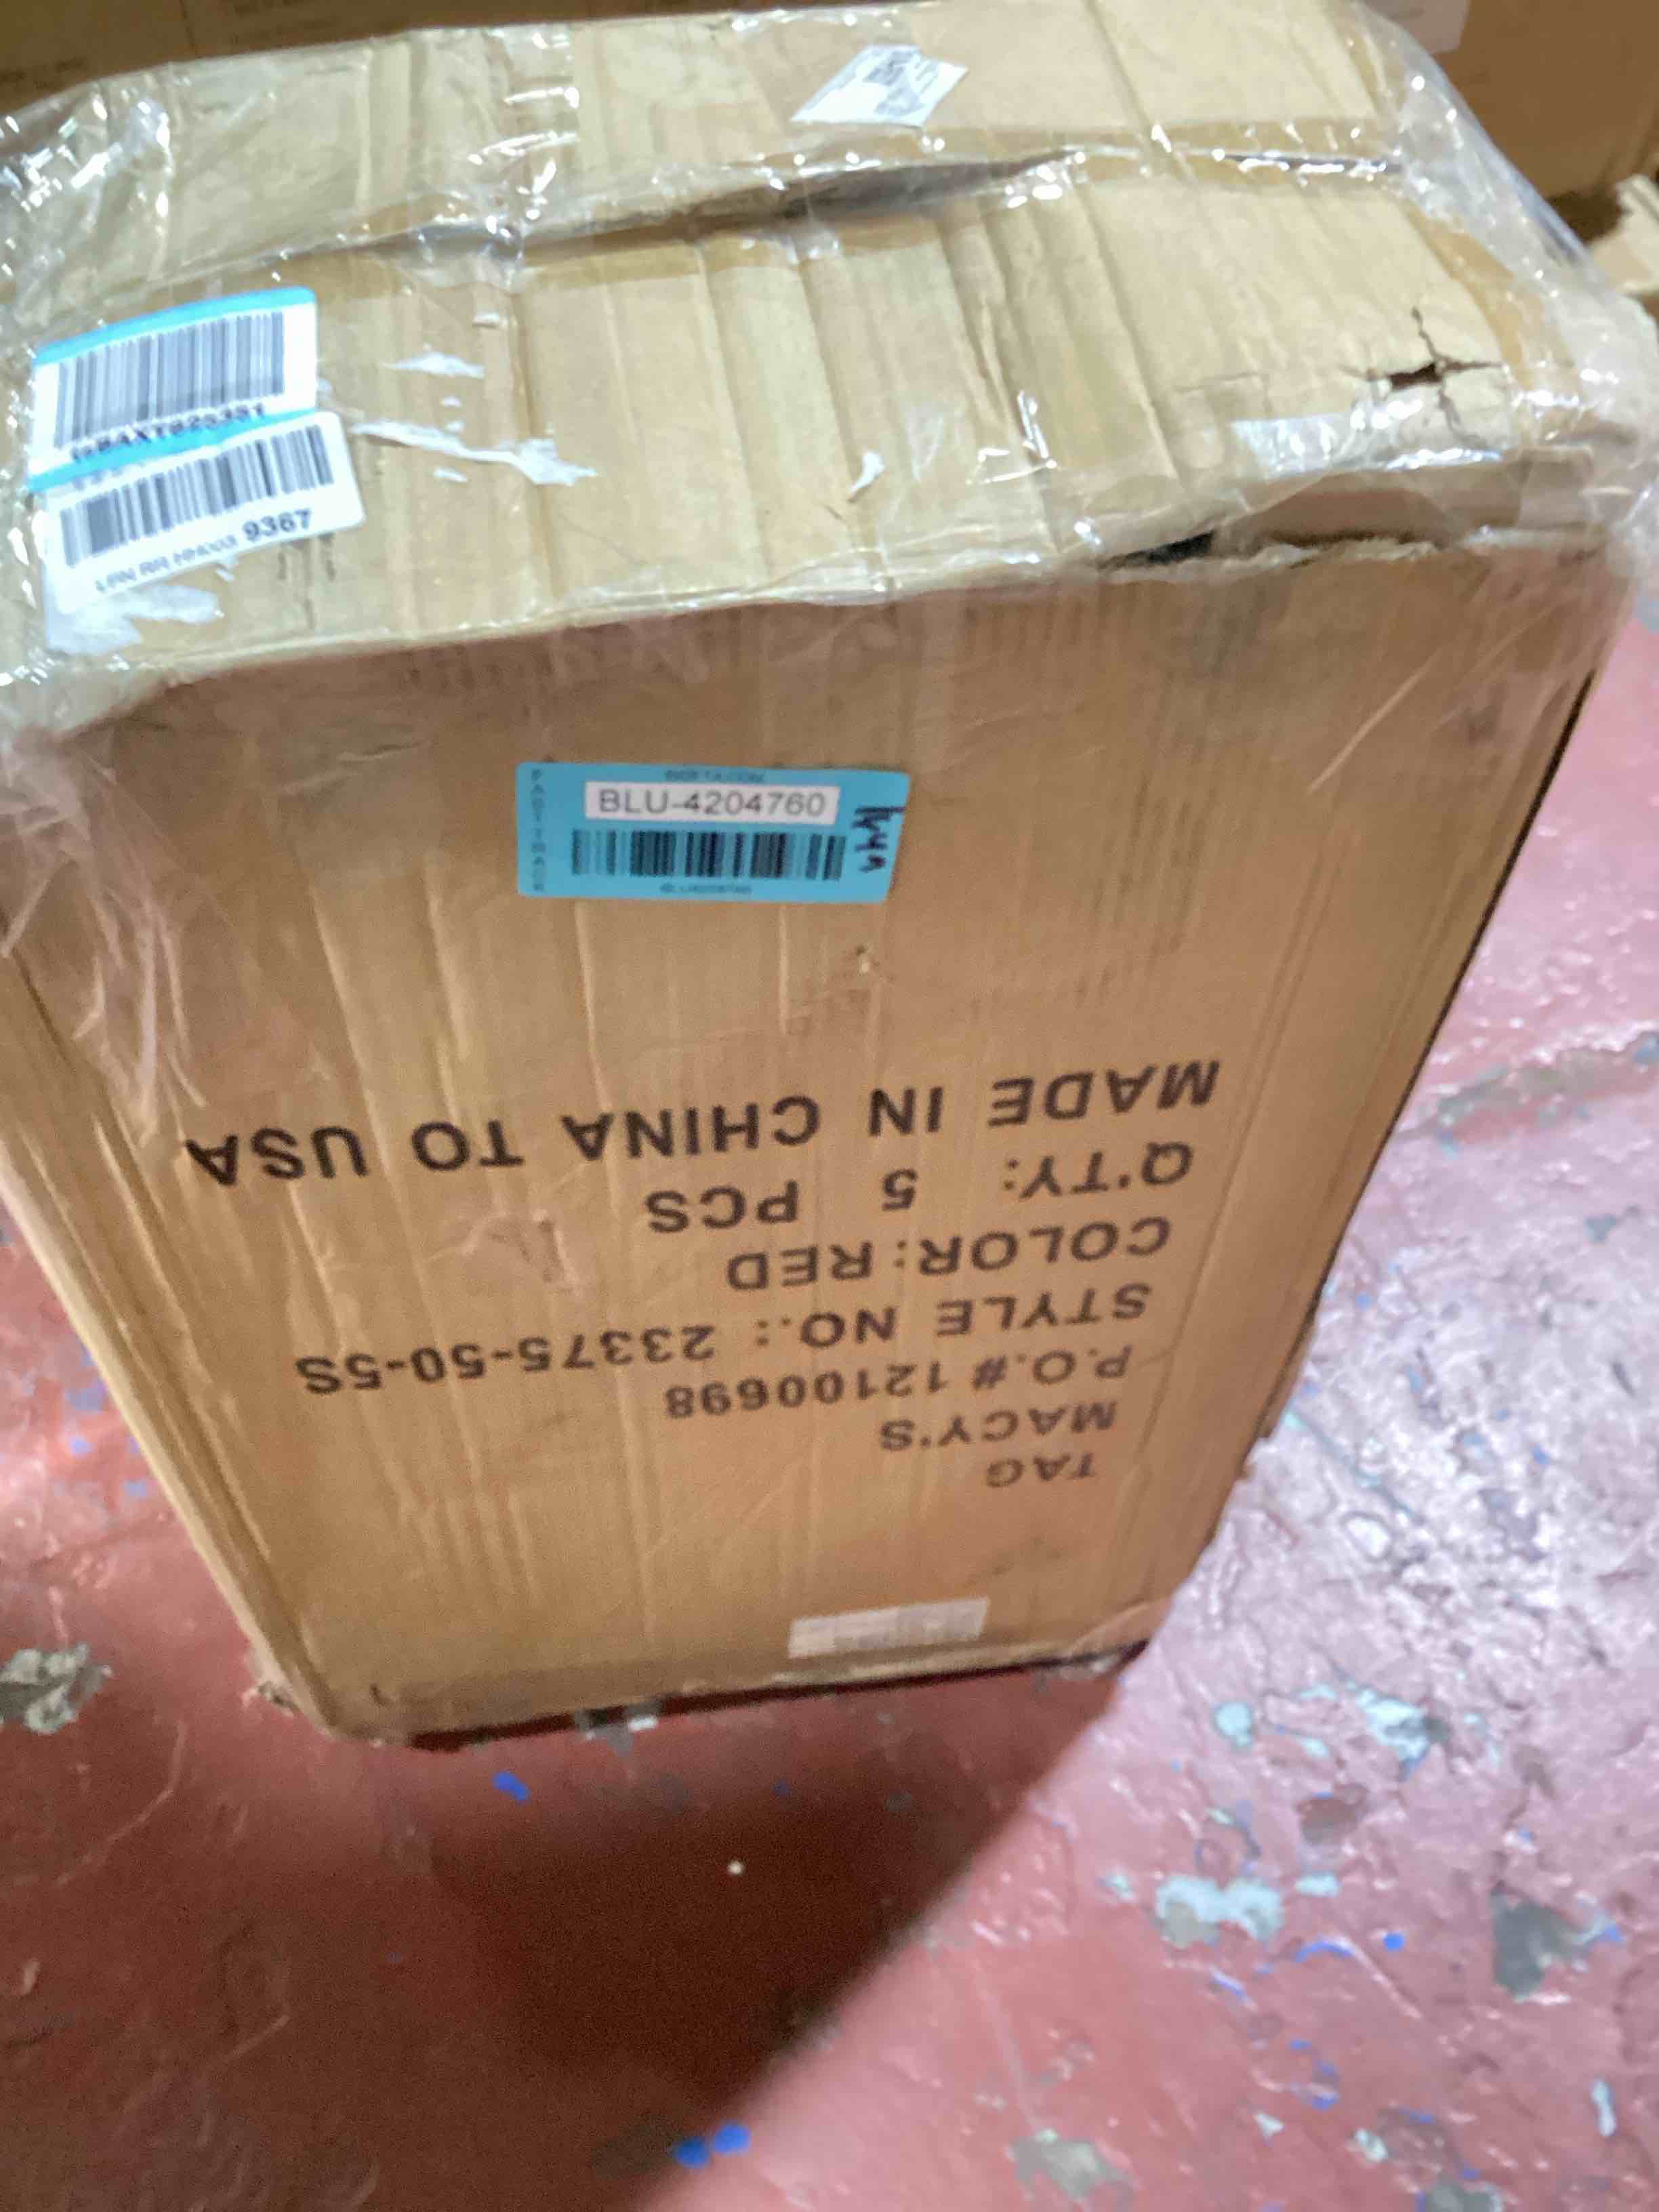 9367
BLU-4204760
FASTTRACK
TAG
MACY'S
P.O.# 12100698
STYLE NO.: 23375-50-5S
COLOR: RED
Q'TY: 5 PCS
MADE IN CHINA TO USA